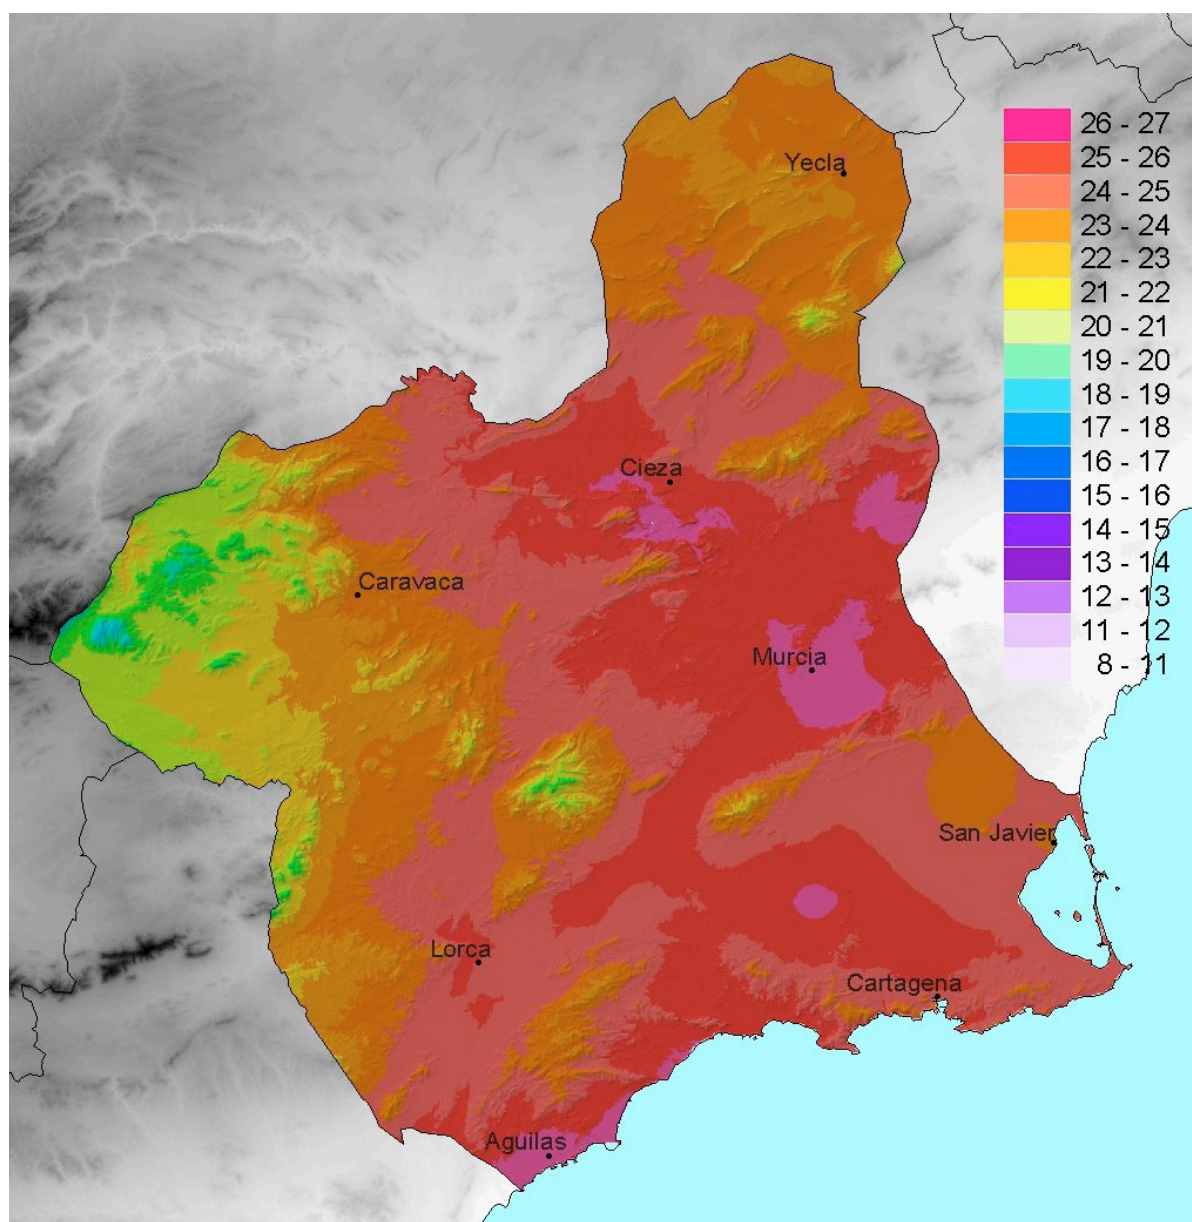 26 - 27
25 - 26
Yecla
24 - 25
23 - 24
22 - 23
21 - 22
20 - 21
19 - 20
18 - 19
17 - 18
16 - 17
Cieza
15 - 16
14 - 15
13 - 14
Caravaca
12 - 13
11 - 12
Murcia
8 - 11
San Javier
Lorca
Cartagena
Aguilas